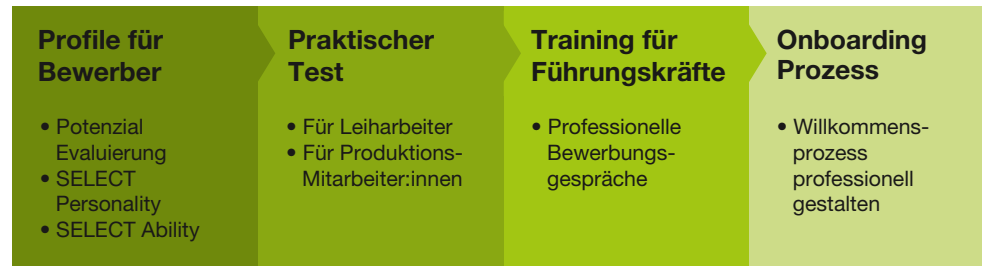 Profile für
Bewerber
• Potenzial
Evaluierung
• SELECT
Personality
• SELECT Ability
Praktischer
Test
• Für Leiharbeiter
• Für Produktions-
Mitarbeiter:innen
Training für
Führungskräfte
• Professionelle
Bewerbungs-
gespräche
Onboarding
Prozess
• Willkommens-
prozess
professionell
gestalten